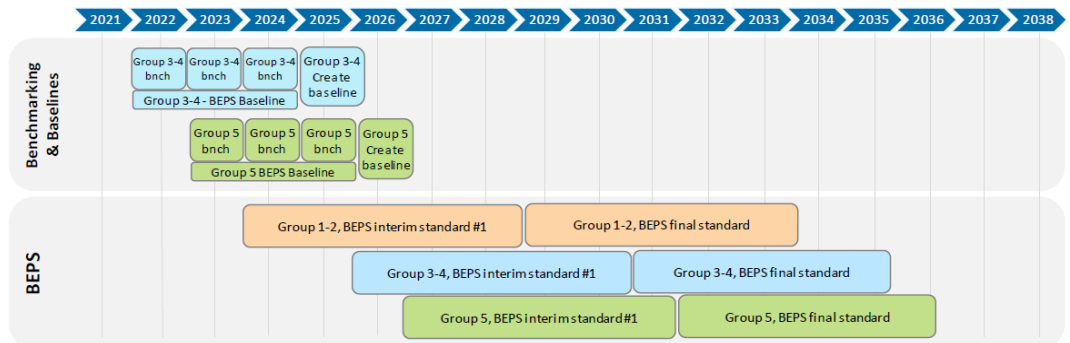 2021 2022 2023 2024 2025 2026 2027 2028 2029 2030 2031 2032 2033 2034 2035 2036 2037 2038
Benchmarking
& Baselines
Group 3-4
bnch
Group 3-4
bnch
Group 3-4
bnch
Group 3-4
Create
baseline
Group 3-4 - BEPS Baseline
Group 5
bnch
Group 5
bnch
Group 5
bnch
Group 5
Create
baseline
Group 5 BEPS Baseline
BEPS
Group 1-2, BEPS interim standard #1
Group 1-2, BEPS final standard
Group 3-4, BEPS interim standard #1
Group 3-4, BEPS final standard
Group 5, BEPS interim standard #1
Group 5, BEPS final standard